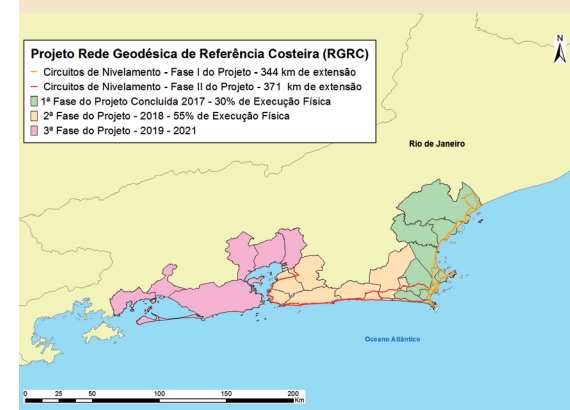 Projeto Rede Geodésica de Referência Costeira (RGRC)
Circuitos de Nivelamento - Fase I do Projeto - 344 km de extensão
Circuitos de Nivelamento - Fase II do Projeto - 371 km de extensão
1ª Fase do Projeto Concluída 2017 - 30% de Execução Física
2ª Fase do Projeto - 2018 - 55% de Execução Física
3ª Fase do Projeto - 2019 - 2021
N
Rio de Janeiro
Oceano Atlântico
0 25 50 100 150 200
Km